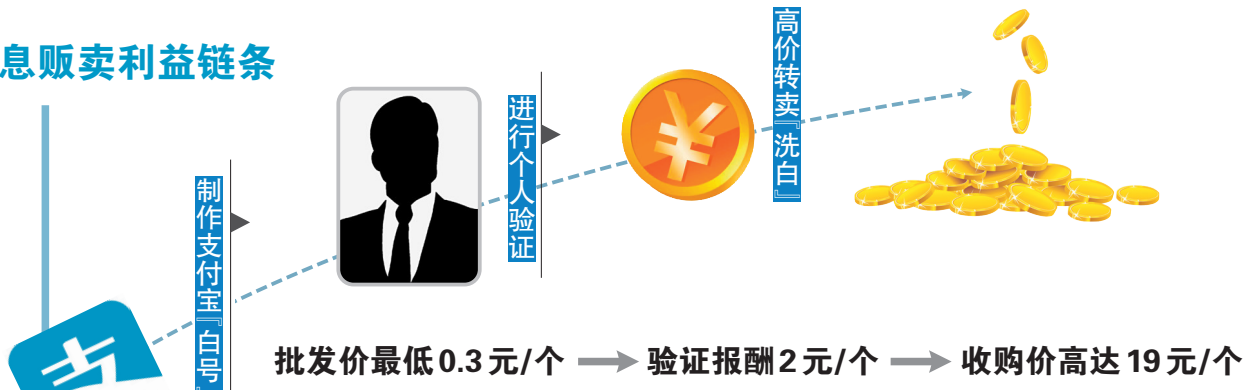 息贩卖利益链条
制作支付宝『白号』
进行个人验证
高价转卖『洗白』
批发价最低0.3元/个
验证报酬2元/个
收购价高达19元/个